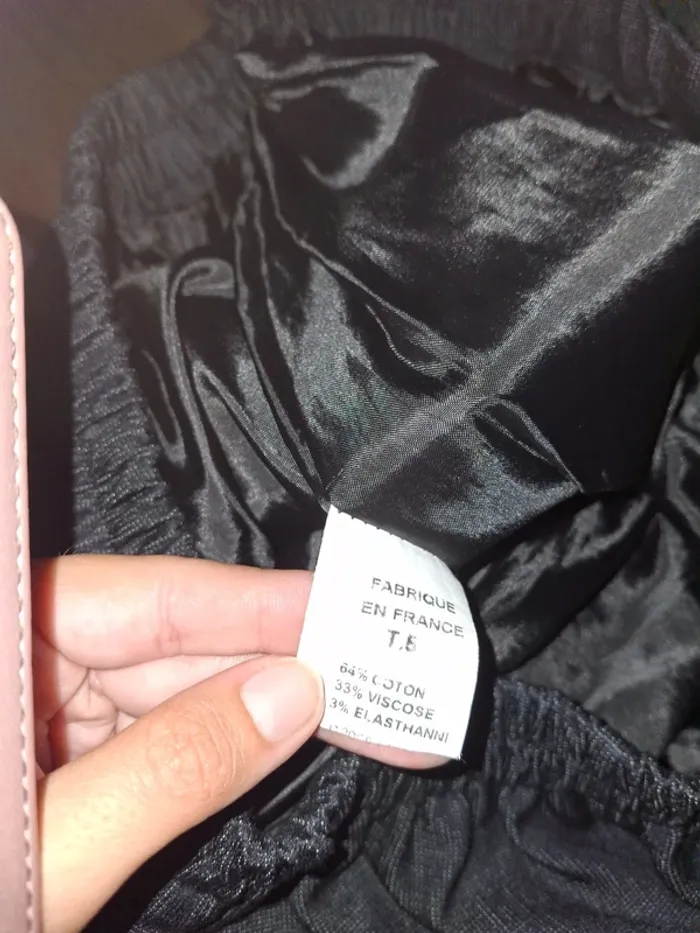 FABRIQUE
EN FRANCE
T.5
64% COTON
33% VISCOSE
3% ELASTHANNE